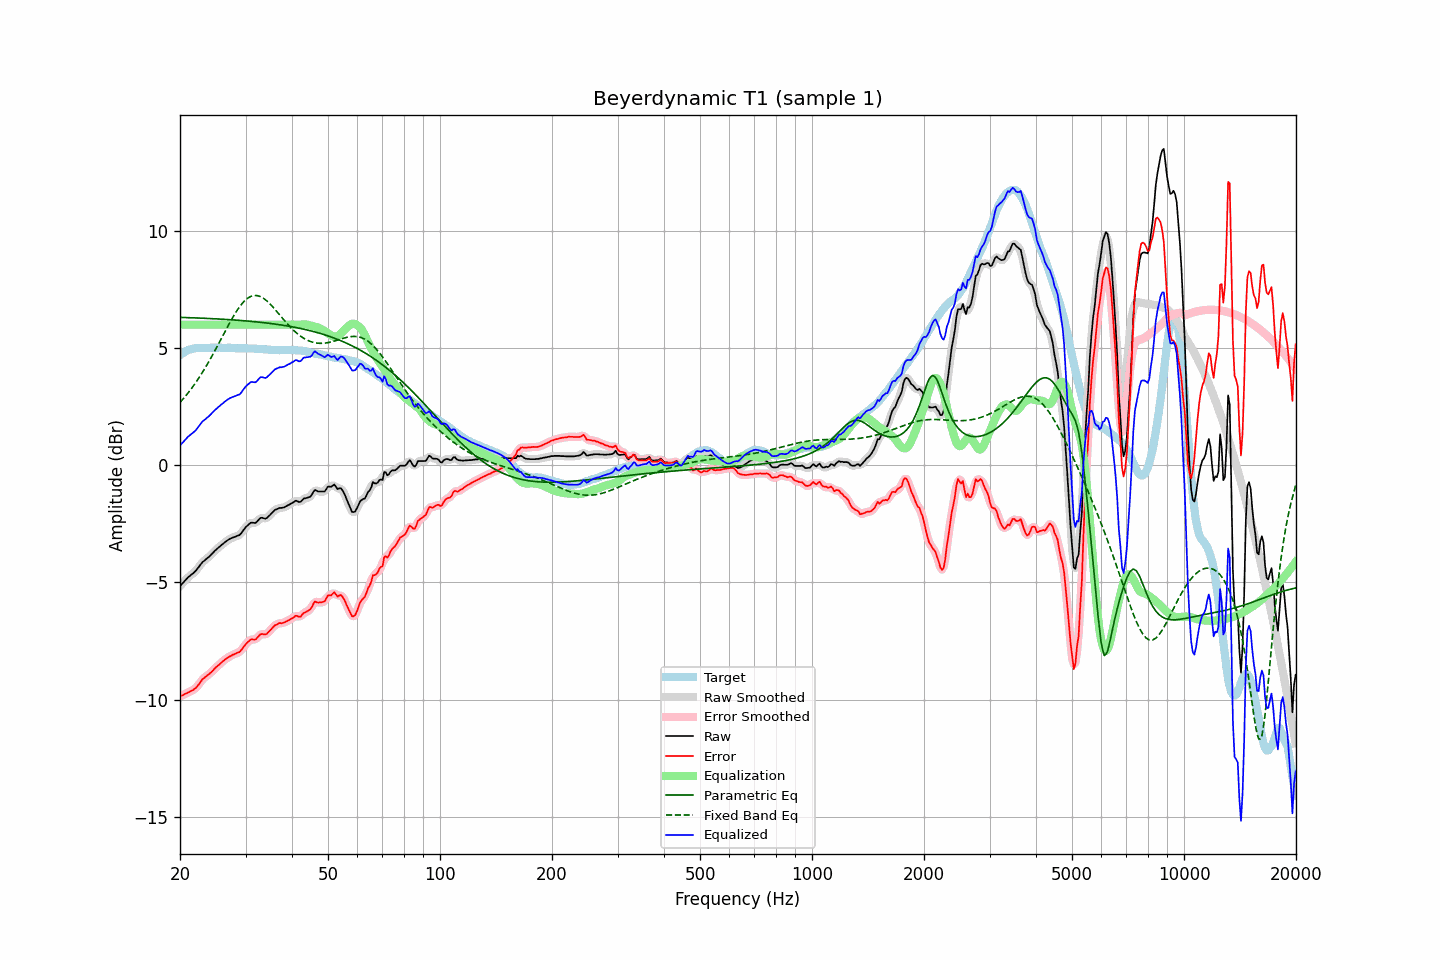 Beyerdynamic T1 (sample 1)
Amplitude (dBr)
10
5
0
−5
−10
−15
Target
Raw Smoothed
Error Smoothed
Raw
Error
Equalization
Parametric Eq
Fixed Band Eq
Equalized
20 50 100 200 500 1000 2000 5000 10000 20000
Frequency (Hz)